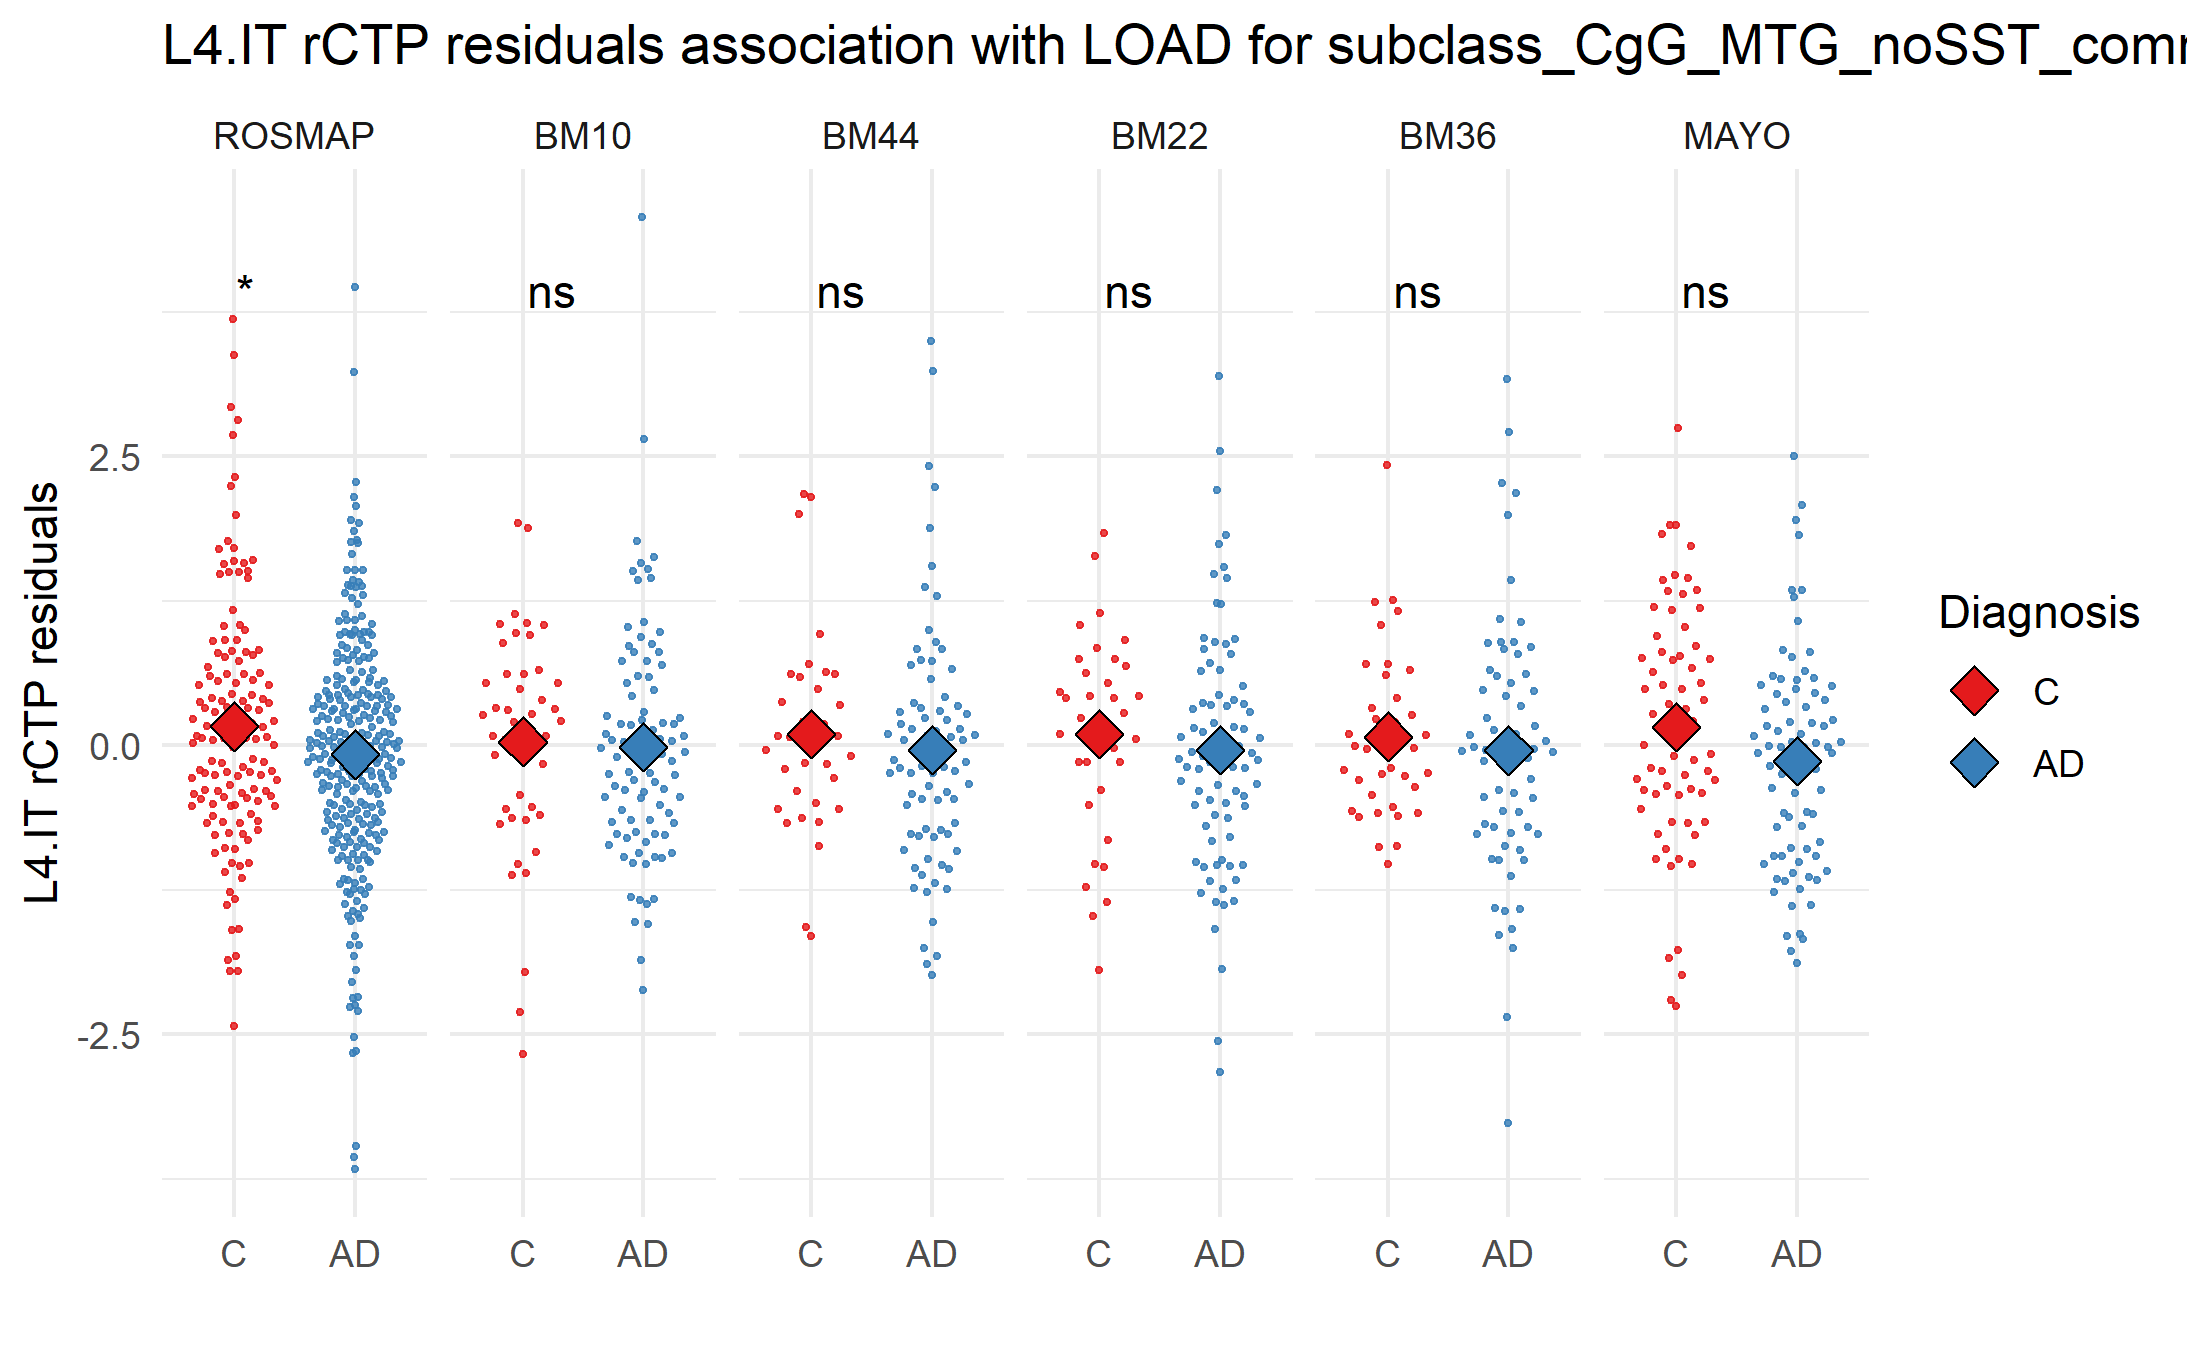 L4.IT rCTP residuals association with LOAD for subclass_CgG_MTG_noSST_com
ROSMAP BM10 BM44 BM22 BM36 MAYO
* ns ns ns ns ns
2.5
0.0
-2.5
L4.IT rCTP residuals
C AD C AD C AD C AD C AD C AD
Diagnosis
C
AD